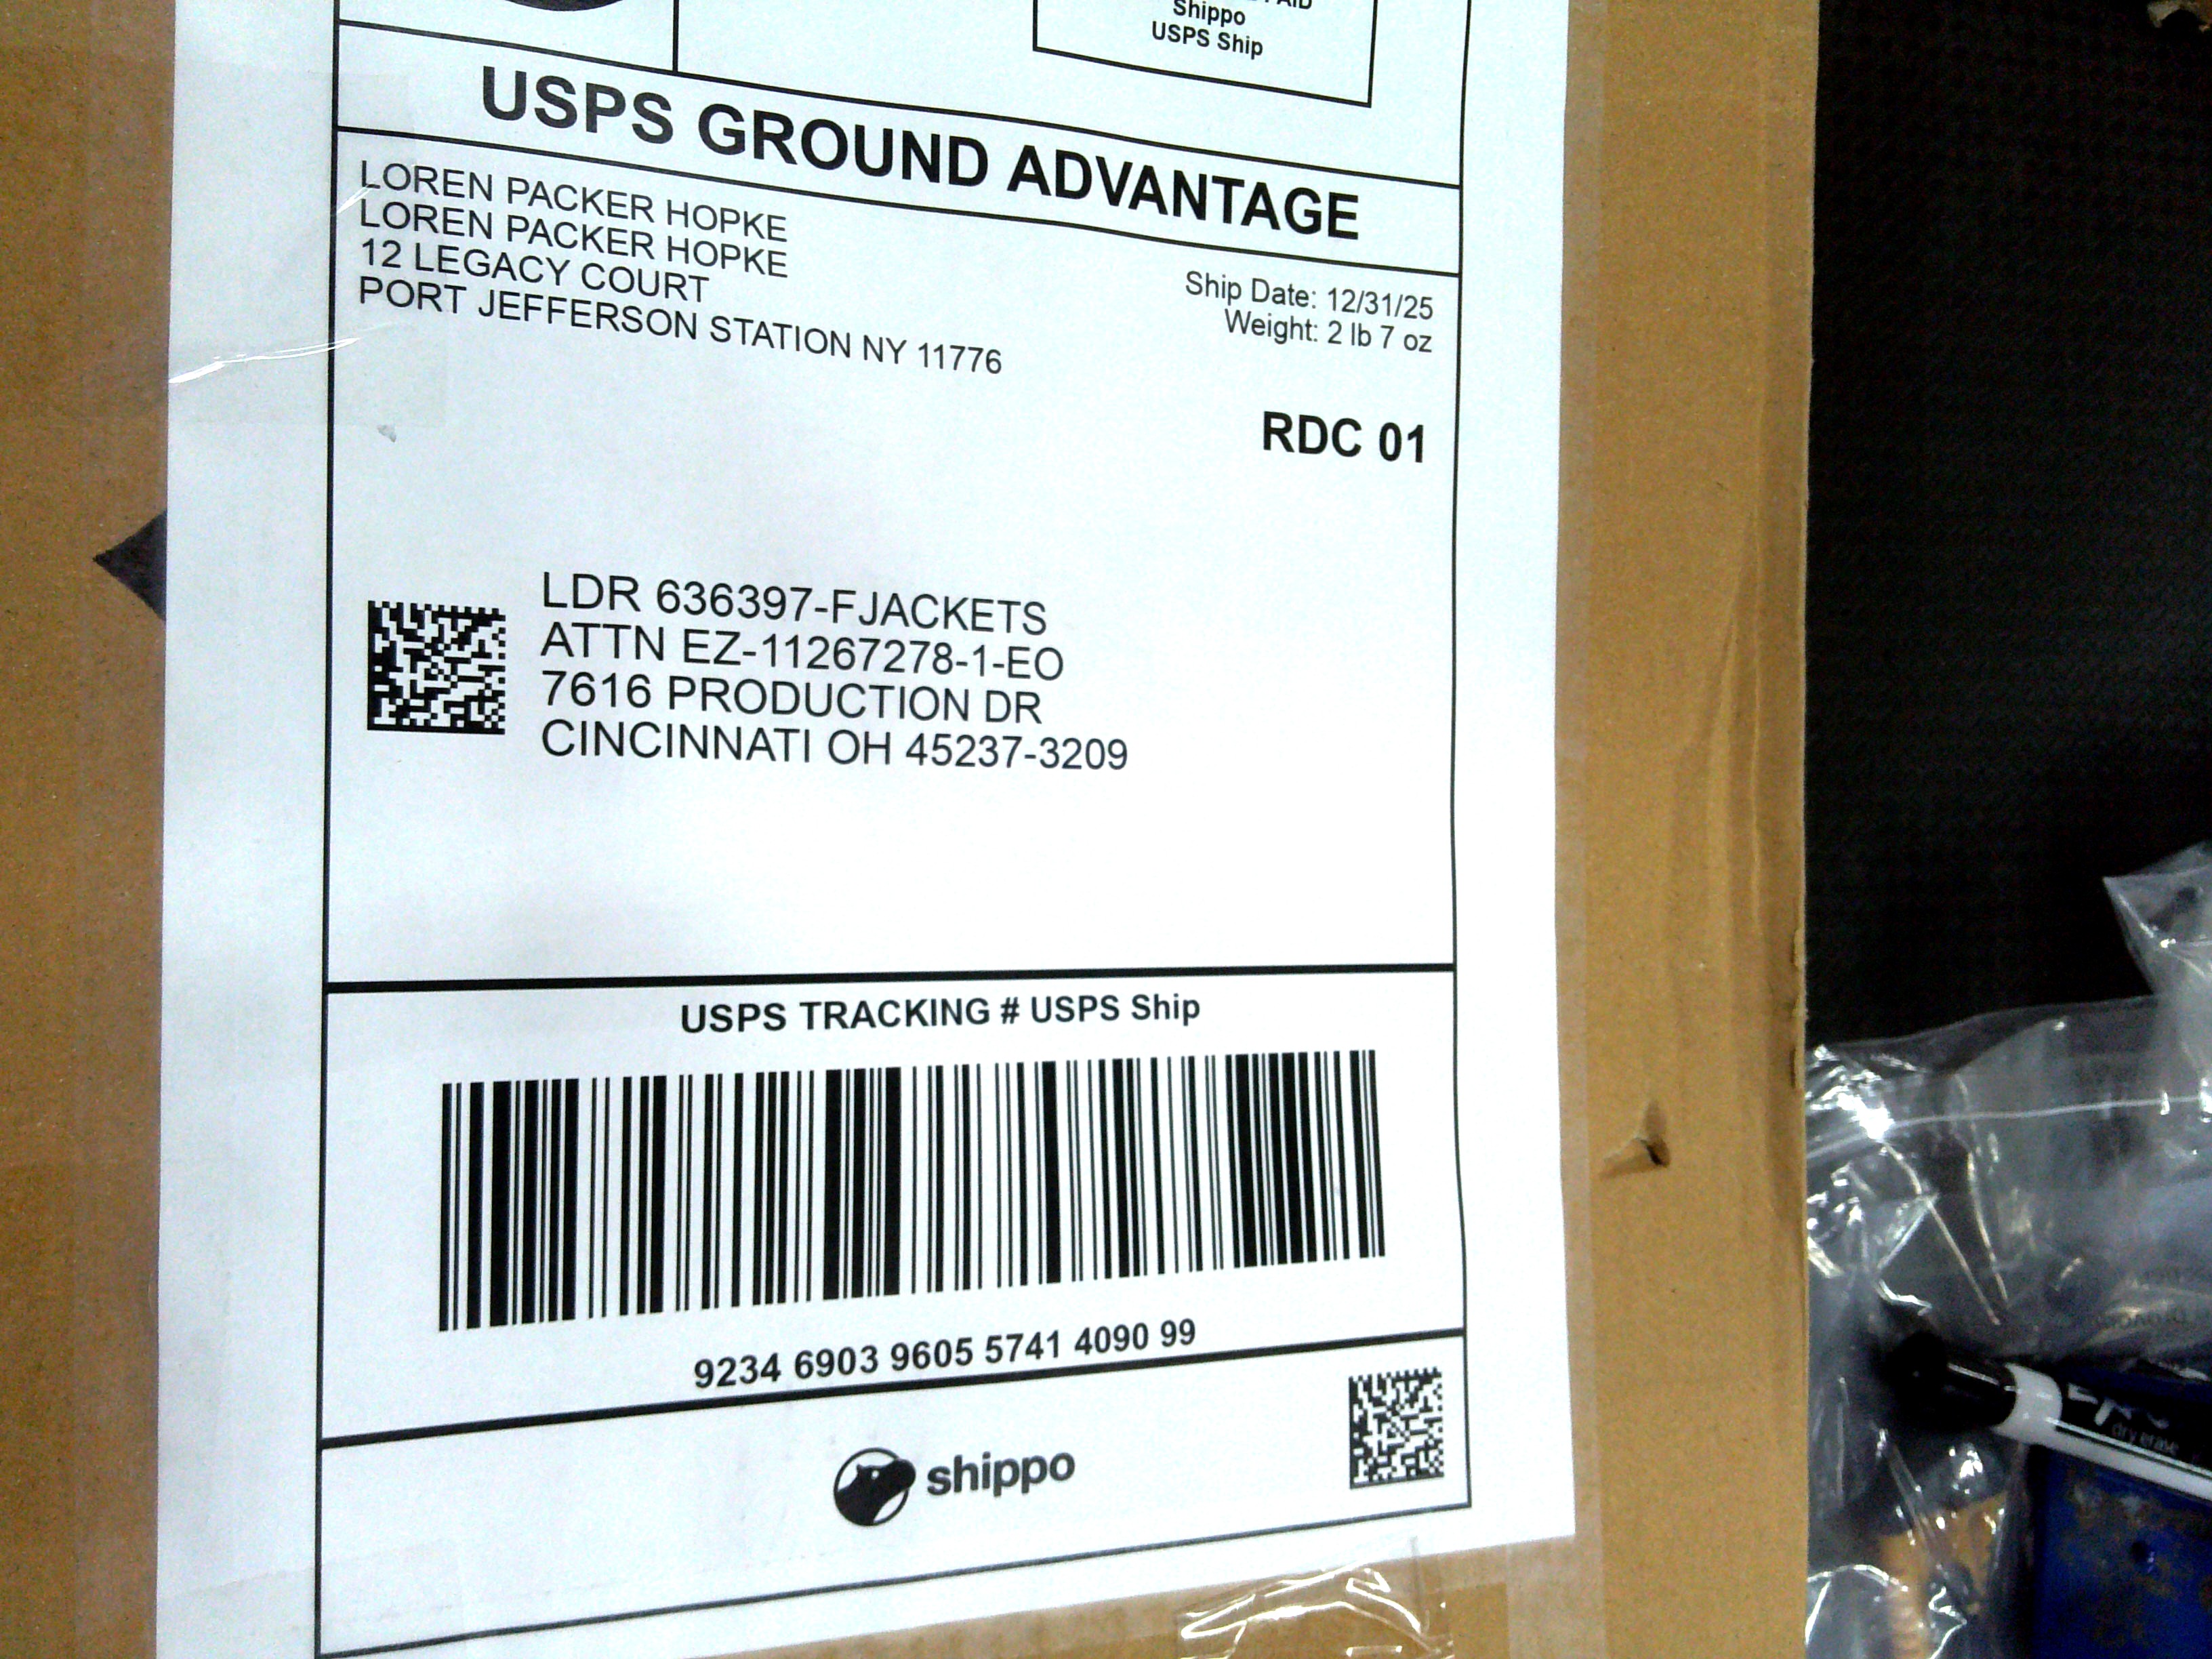 Shippo
USPS Ship
USPS GROUND ADVANTAGE
LOREN PACKER HOPKE
LOREN PACKER HOPKE
12 LEGACY COURT
PORT JEFFERSON STATION NY 11776
Ship Date: 12/31/25
Weight: 2 lb 7 oz
RDC 01
LDR 636397-FJACKETS
ATTN EZ-11267278-1-EO
7616 PRODUCTION DR
CINCINNATI OH 45237-3209
USPS TRACKING # USPS Ship
9234 6903 9605 5741 4090 99
shippo
dry erase